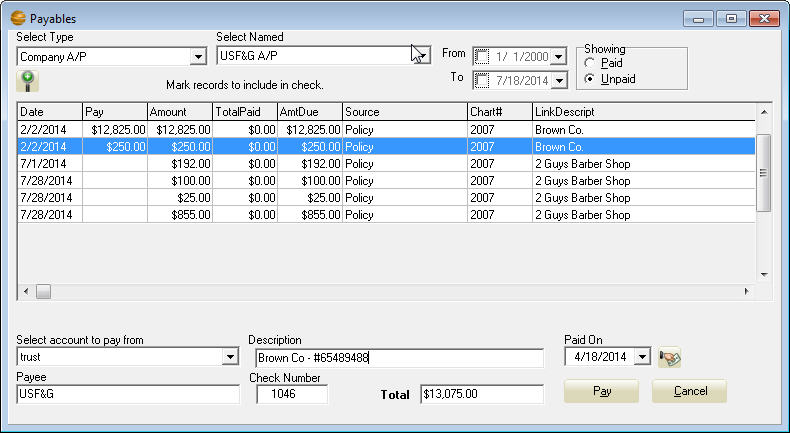 Payables
Select Type
Select Named
Company A/P
USF&G A/P
From
1/ 1/2000
To
7/18/2014
Showing
Paid
Unpaid
Mark records to include in check.
Date Pay Amount TotalPaid AmtDue Source Chart# LinkDescript
2/2/2014 $12,825.00 $12,825.00 $0.00 $12,825.00 Policy 2007 Brown Co.
2/2/2014 $250.00 $250.00 $0.00 $250.00 Policy 2007 Brown Co.
7/1/2014 $192.00 $0.00 $192.00 Policy 2007 2 Guys Barber Shop
7/28/2014 $100.00 $0.00 $100.00 Policy 2007 2 Guys Barber Shop
7/28/2014 $25.00 $0.00 $25.00 Policy 2007 2 Guys Barber Shop
7/28/2014 $855.00 $0.00 $855.00 Policy 2007 2 Guys Barber Shop
Select account to pay from
trust
Description
Brown Co - #65489488
Paid On
4/18/2014
Payee
USF&G
Check Number
1046
Total $13,075.00
Pay
Cancel